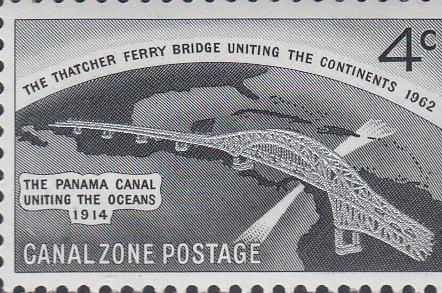 4¢
THE THATCHER FERRY BRIDGE UNITING THE CONTINENTS 1962
THE PANAMA CANAL
UNITING THE OCEANS
1914
CANAL ZONE POSTAGE